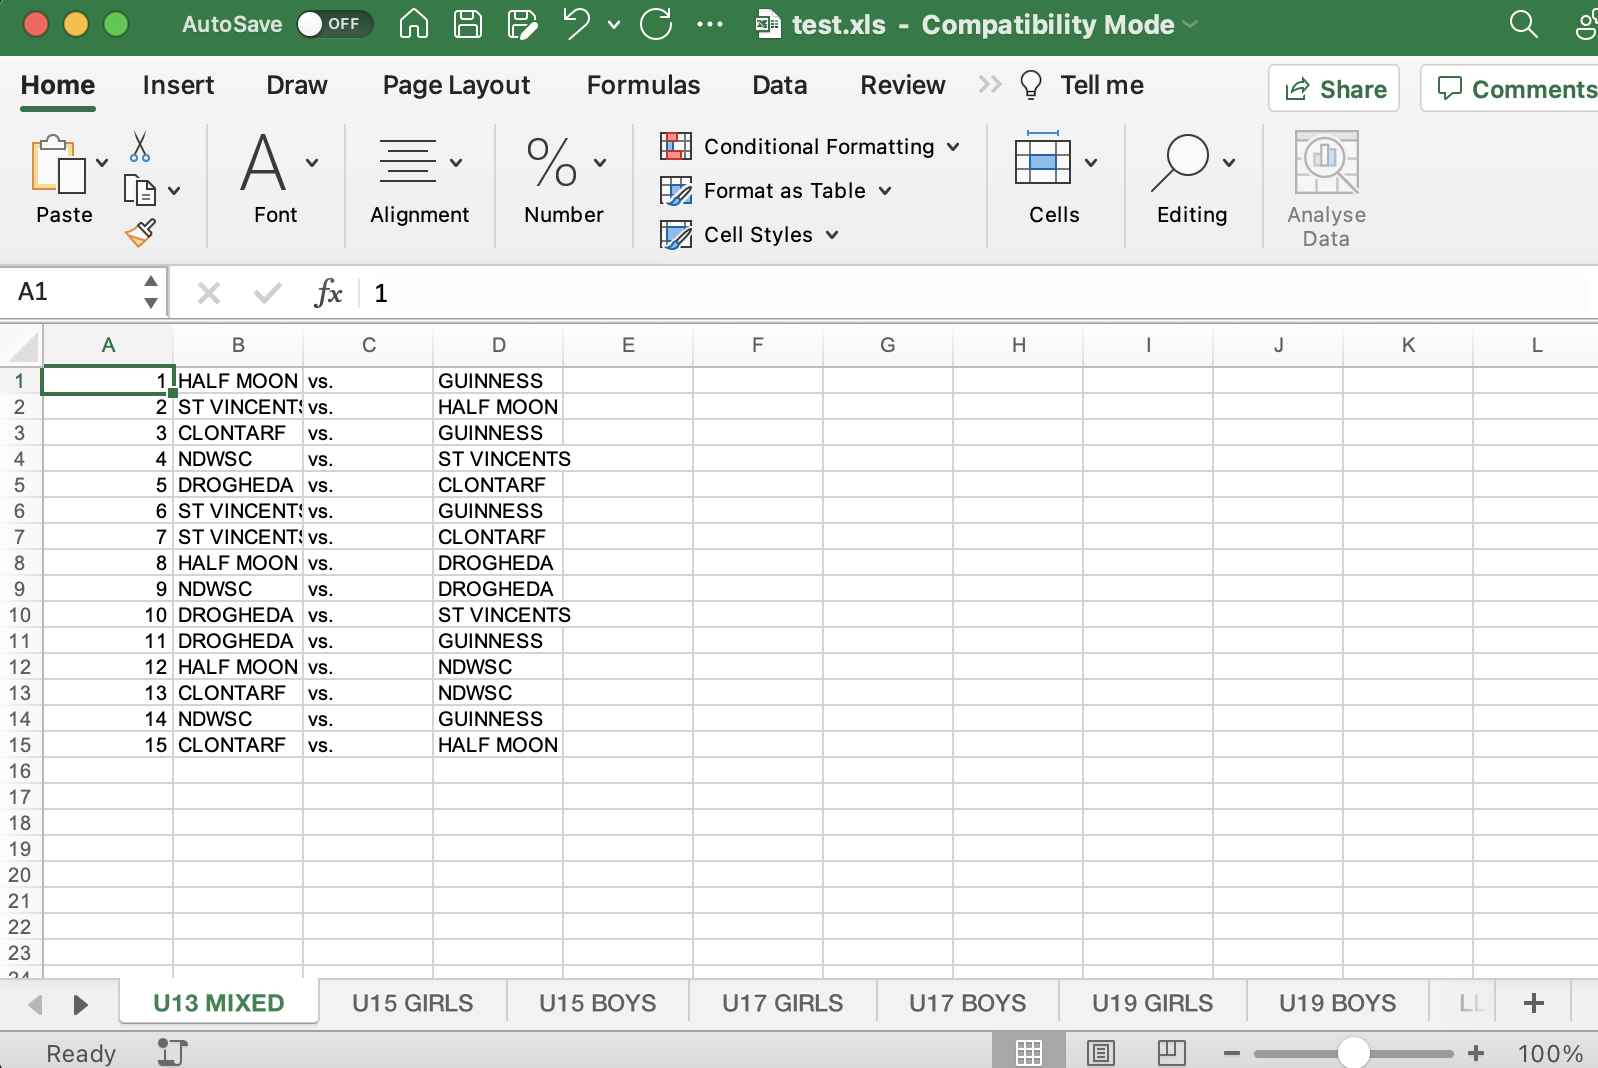 AutoSave OFF test.xls - Compatibility Mode
Home Insert Draw Page Layout Formulas Data Review Tell me Share Comments
Paste Font Alignment Number Conditional Formatting Format as Table Cell Styles Cells Editing Analyse Data
A1 fx 1
A B C D E F G H I J K L
1 1 HALF MOON vs. GUINNESS
2 2 ST VINCENTS vs. HALF MOON
3 3 CLONTARF vs. GUINNESS
4 4 NDWSC vs. ST VINCENTS
5 5 DROGHEDA vs. CLONTARF
6 6 ST VINCENTS vs. GUINNESS
7 7 ST VINCENTS vs. CLONTARF
8 8 HALF MOON vs. DROGHEDA
9 9 NDWSC vs. DROGHEDA
10 10 DROGHEDA vs. ST VINCENTS
11 11 DROGHEDA vs. GUINNESS
12 12 HALF MOON vs. NDWSC
13 13 CLONTARF vs. NDWSC
14 14 NDWSC vs. GUINNESS
15 15 CLONTARF vs. HALF MOON
16
17
18
19
20
21
22
23
24
U13 MIXED U15 GIRLS U15 BOYS U17 GIRLS U17 BOYS U19 GIRLS U19 BOYS
Ready 100%